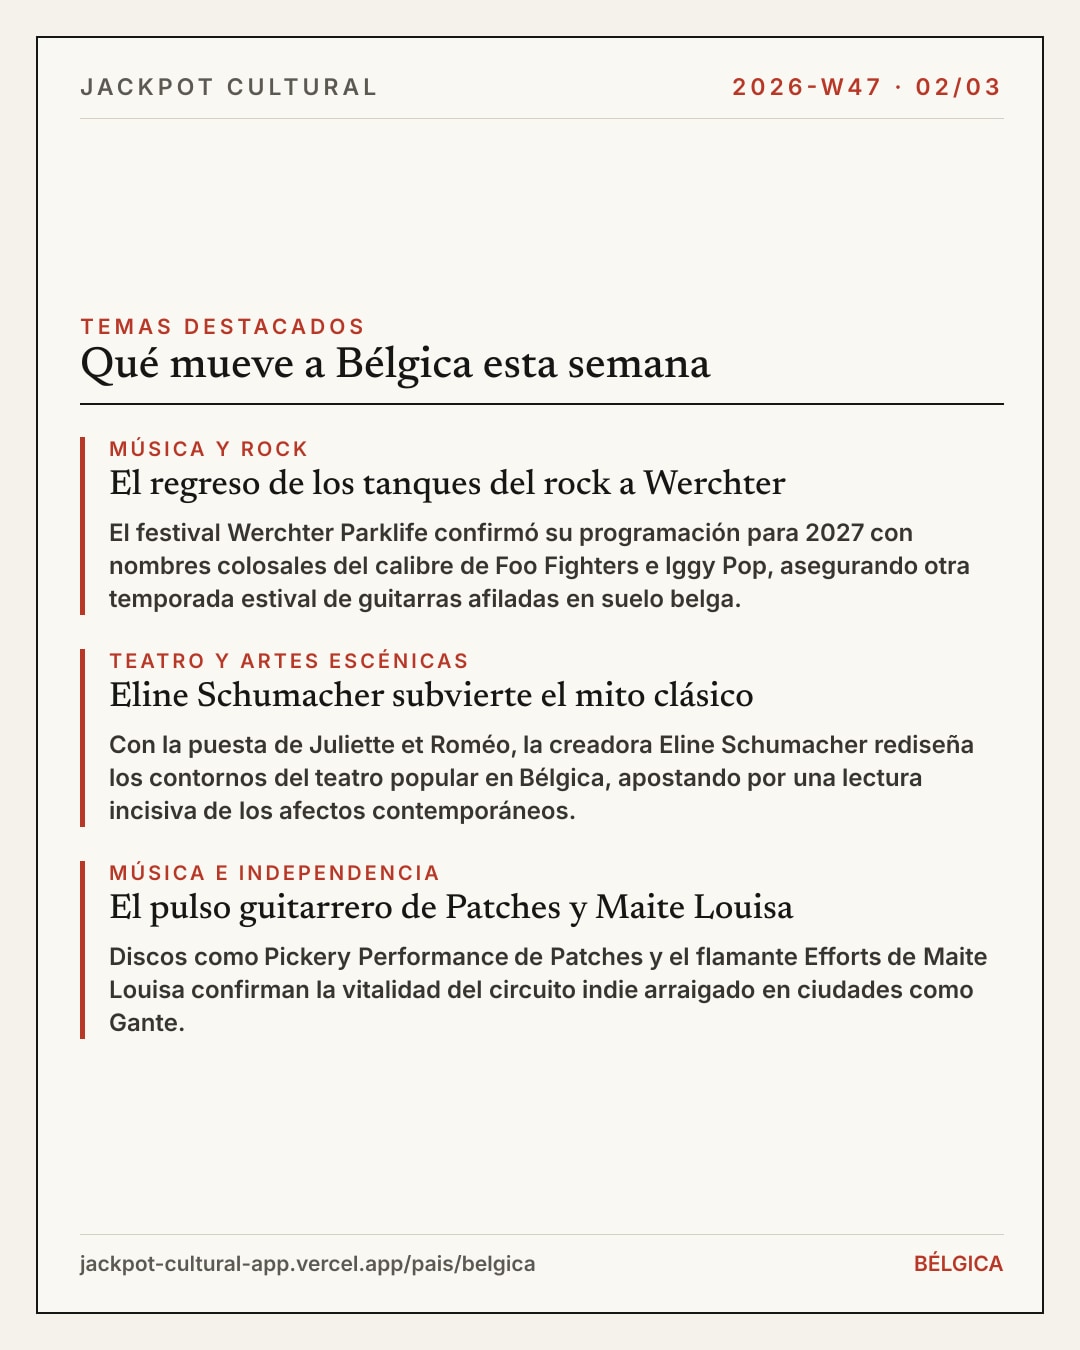 JACKPOT CULTURAL
2026-W47 · 02/03
TEMAS DESTACADOS
Qué mueve a Bélgica esta semana
MÚSICA Y ROCK
El regreso de los tanques del rock a Werchter
El festival Werchter Parklife confirmó su programación para 2027 con
nombres colosales del calibre de Foo Fighters e Iggy Pop, asegurando otra
temporada estival de guitarras afiladas en suelo belga.
TEATRO Y ARTES ESCÉNICAS
Eline Schumacher subvierte el mito clásico
Con la puesta de Juliette et Roméo, la creadora Eline Schumacher rediseña
los contornos del teatro popular en Bélgica, apostando por una lectura
incisiva de los afectos contemporáneos.
MÚSICA E INDEPENDENCIA
El pulso guitarrero de Patches y Maite Louisa
Discos como Pickery Performance de Patches y el flamante Efforts de Maite
Louisa confirman la vitalidad del circuito indie arraigado en ciudades como
Gante.
jackpot-cultural-app.vercel.app/pais/belgica
BÉLGICA